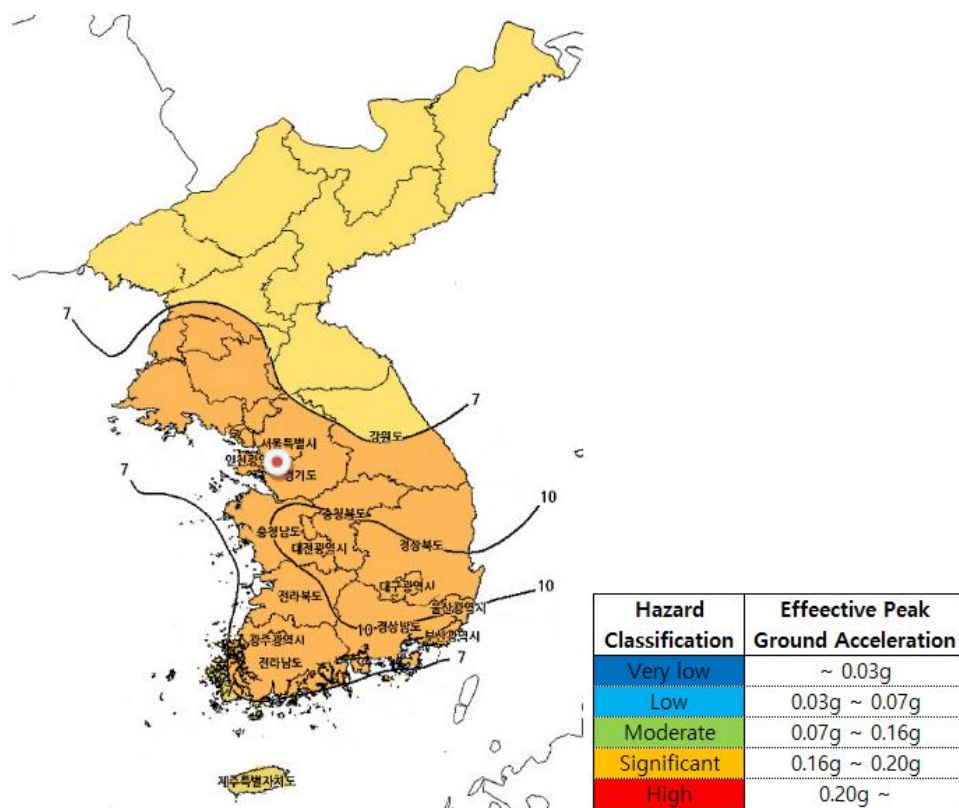 7
7
강원도
서울특별시
인천광역
경기도
7
10
충청북도
충청남도
대전광역시
경상북도
10
대구광역시
전라북도
울산광역시
10
경상남도
부산광역시
광주광역시
7
전라남도
제주특별자치도
Hazard Classification
Effeective Peak Ground Acceleration
Very low
~ 0.03g
Low
0.03g ~ 0.07g
Moderate
0.07g ~ 0.16g
Significant
0.16g ~ 0.20g
High
0.20g ~